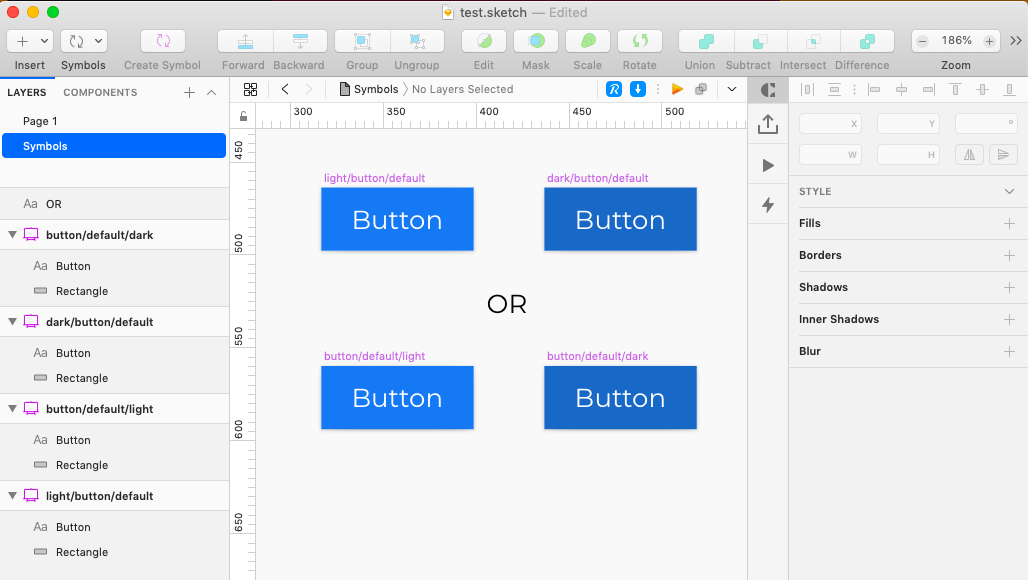 test.sketch — Edited
186%
Insert Symbols Create Symbol Forward Backward Group Ungroup Edit Mask Scale Rotate Union Subtract Intersect Difference Zoom
LAYERS COMPONENTS
Symbols No Layers Selected
Page 1
Symbols
Aa OR
button/default/dark
Aa Button
Rectangle
dark/button/default
Aa Button
Rectangle
button/default/light
Aa Button
Rectangle
light/button/default
Aa Button
Rectangle
300 350 400 450 500
450
500
550
600
650
light/button/default
dark/button/default
Button
Button
OR
button/default/light
button/default/dark
Button
Button
R
X Y °
W H
STYLE
Fills
Borders
Shadows
Inner Shadows
Blur